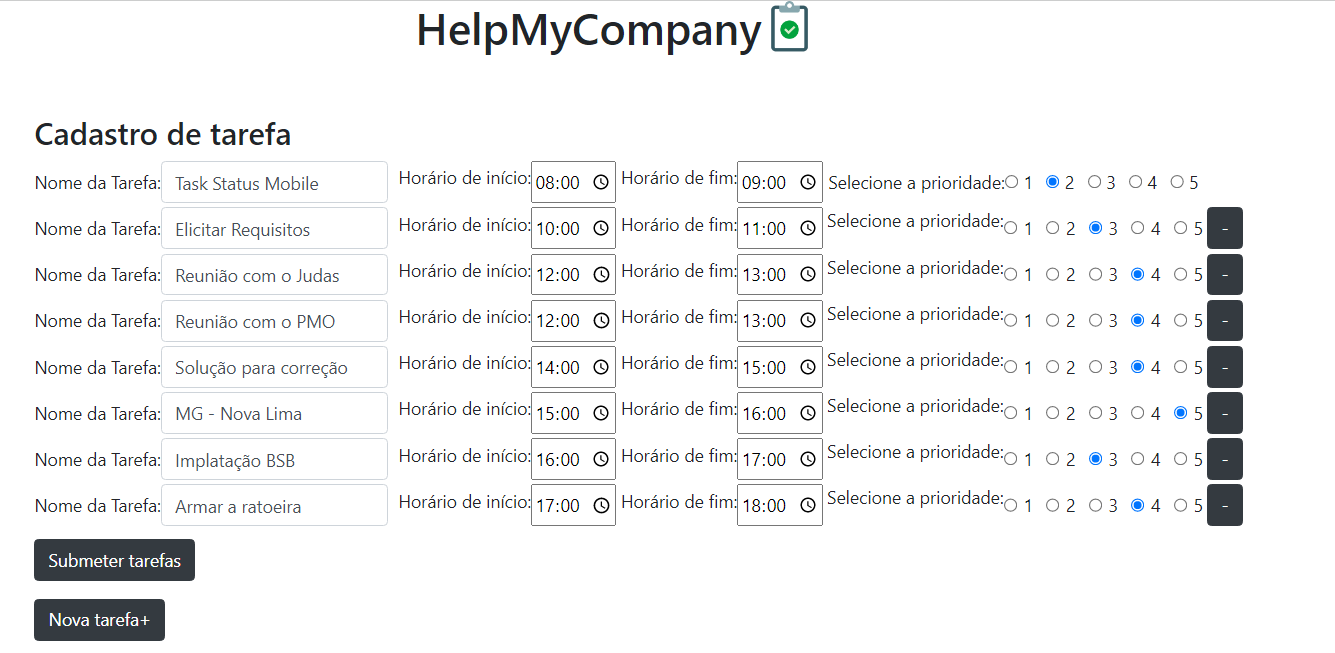 HelpMyCompany
Cadastro de tarefa
Nome da Tarefa: Task Status Mobile Horário de início: 08:00 Horário de fim: 09:00 Selecione a prioridade: 1 2 3 4 5
Nome da Tarefa: Elicitar Requisitos Horário de início: 10:00 Horário de fim: 11:00 Selecione a prioridade: 1 2 3 4 5 -
Nome da Tarefa: Reunião com o Judas Horário de início: 12:00 Horário de fim: 13:00 Selecione a prioridade: 1 2 3 4 5 -
Nome da Tarefa: Reunião com o PMO Horário de início: 12:00 Horário de fim: 13:00 Selecione a prioridade: 1 2 3 4 5 -
Nome da Tarefa: Solução para correção Horário de início: 14:00 Horário de fim: 15:00 Selecione a prioridade: 1 2 3 4 5 -
Nome da Tarefa: MG - Nova Lima Horário de início: 15:00 Horário de fim: 16:00 Selecione a prioridade: 1 2 3 4 5 -
Nome da Tarefa: Implatação BSB Horário de início: 16:00 Horário de fim: 17:00 Selecione a prioridade: 1 2 3 4 5 -
Nome da Tarefa: Armar a ratoeira Horário de início: 17:00 Horário de fim: 18:00 Selecione a prioridade: 1 2 3 4 5 -
Submeter tarefas
Nova tarefa+